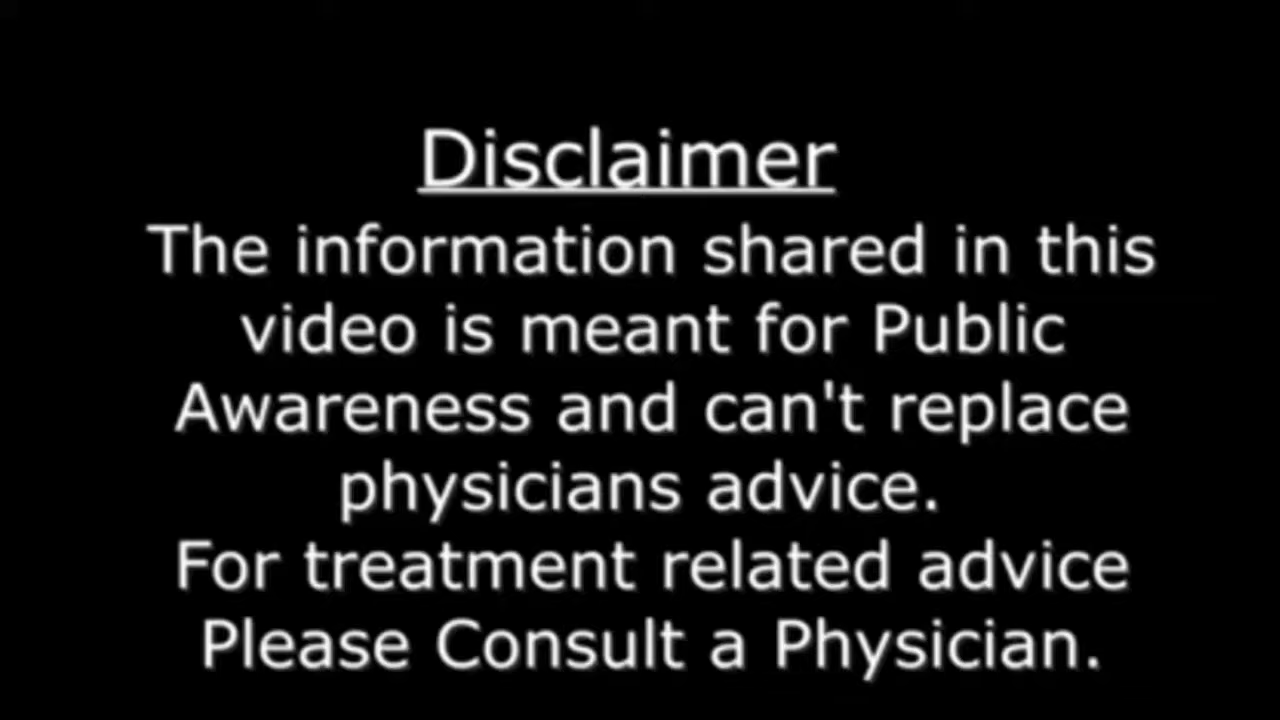 Disclaimer
The information shared in this
video is meant for Public
Awareness and can't replace
physicians advice.
For treatment related advice
Please Consult a Physician.